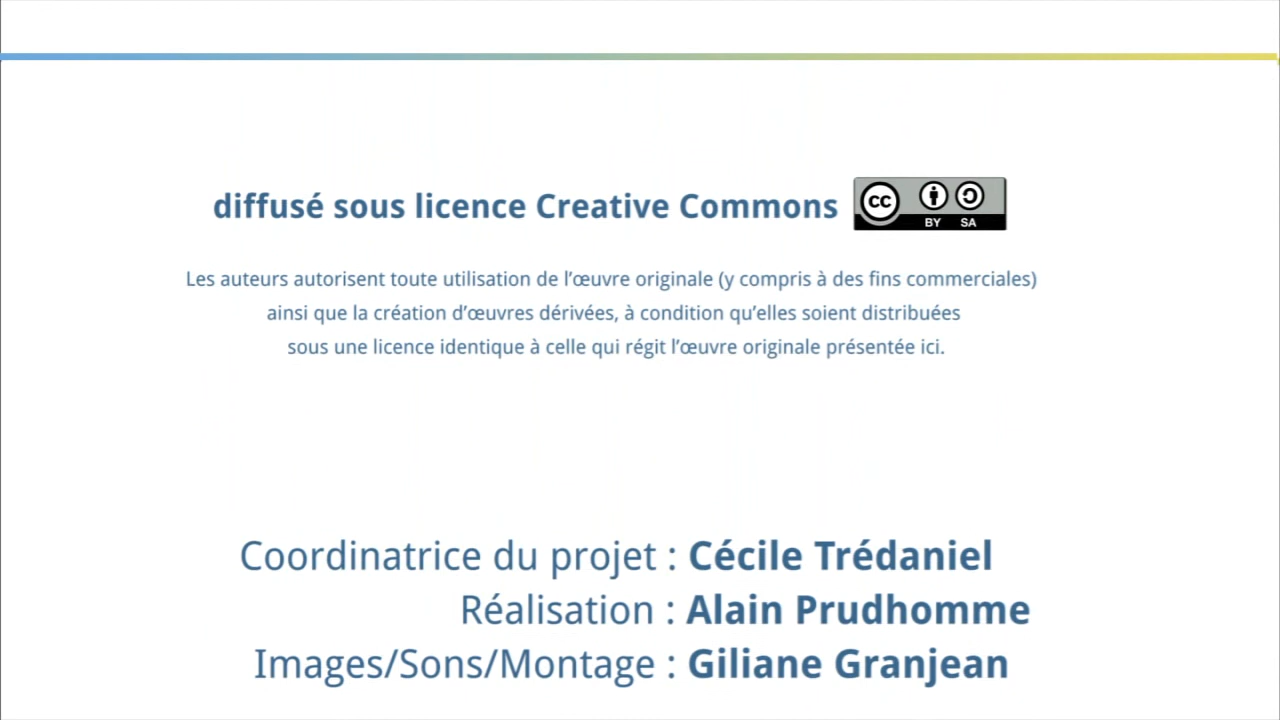 diffusé sous licence Creative Commons
CC BY SA
Les auteurs autorisent toute utilisation de l’œuvre originale (y compris à des fins commerciales)
ainsi que la création d’œuvres dérivées, à condition qu’elles soient distribuées
sous une licence identique à celle qui régit l’œuvre originale présentée ici.
Coordinatrice du projet : Cécile Trédaniel
Réalisation : Alain Prudhomme
Images/Sons/Montage : Giliane Granjean